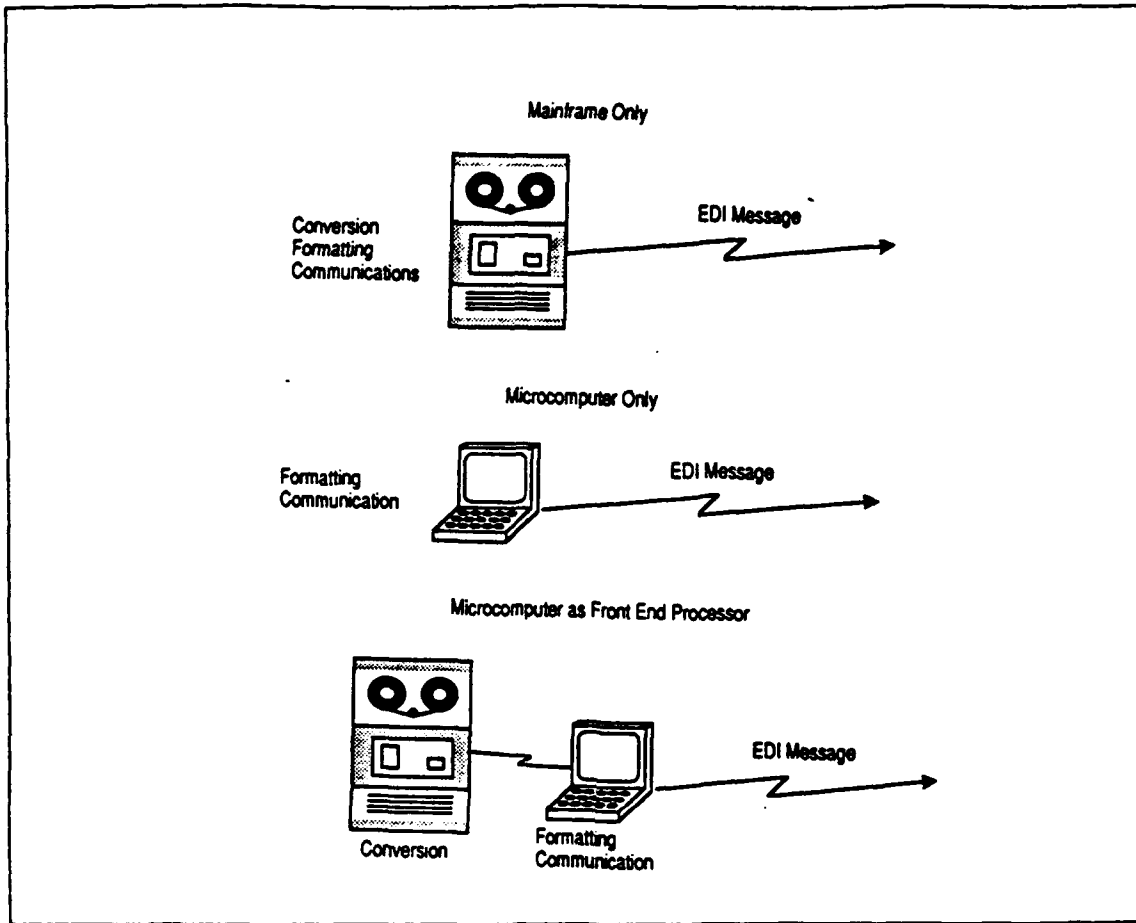 Mainframe Only
Conversion
Formatting
Communications
EDI Message
Microcomputer Only
Formatting
Communication
EDI Message
Microcomputer as Front End Processor
EDI Message
Conversion
Formatting
Communication